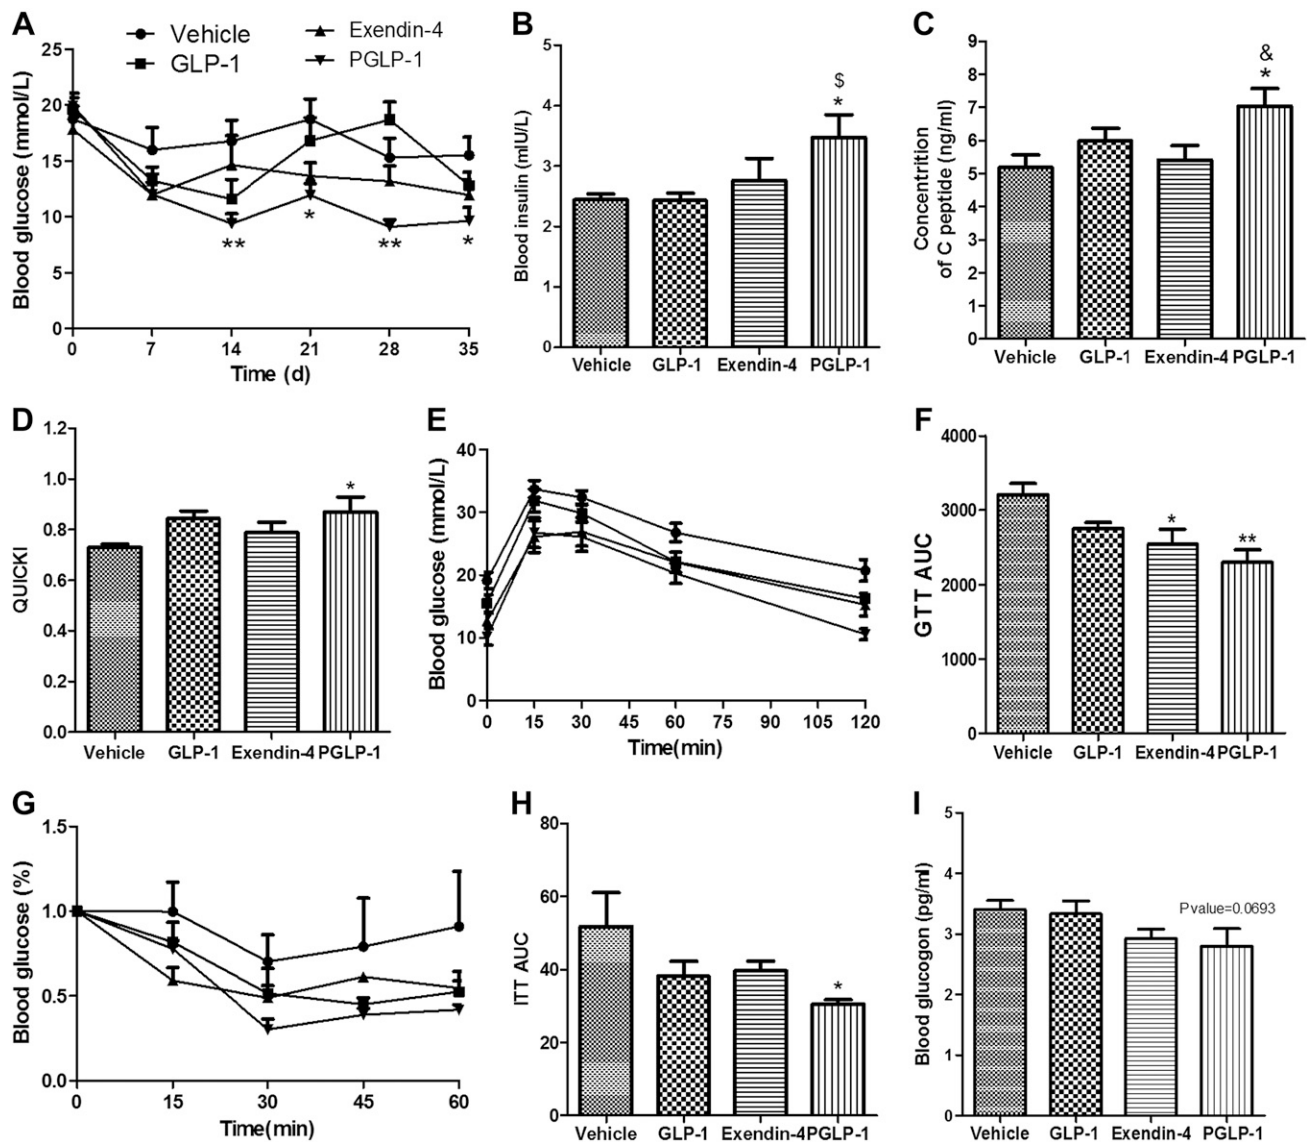 A
Vehicle
GLP-1
Exendin-4
PGLP-1
Blood glucose (mmol/L)
25
20
15
10
5
0
**
*
**
*
0 7 14 21 28 35
Time (d)
B
Blood insulin (mIU/L)
5
4
3
2
1
0
$
*
Vehicle GLP-1 Exendin-4 PGLP-1
C
Concentrition
of C peptide (ng/ml)
9
8
7
6
5
4
3
2
1
0
&
*
Vehicle GLP-1 Exendin-4 PGLP-1
D
QUICKI
1.2
1.0
0.8
0.6
0.4
0.2
0.0
*
Vehicle GLP-1 Exendin-4 PGLP-1
E
Blood glucose (mmol/L)
40
30
20
10
0
0 15 30 45 60 75 90 105 120
Time(min)
F
GTT AUC
4000
3000
2000
1000
0
*
**
Vehicle GLP-1 Exendin-4 PGLP-1
G
Blood glucose (%)
1.5
1.0
0.5
0.0
0 15 30 45 60
Time(min)
H
ITT AUC
80
60
40
20
0
*
Vehicle GLP-1 Exendin-4 PGLP-1
I
Blood glucogon (pg/ml)
5
4
3
2
1
0
Pvalue=0.0693
Vehicle GLP-1 Exendin-4 PGLP-1